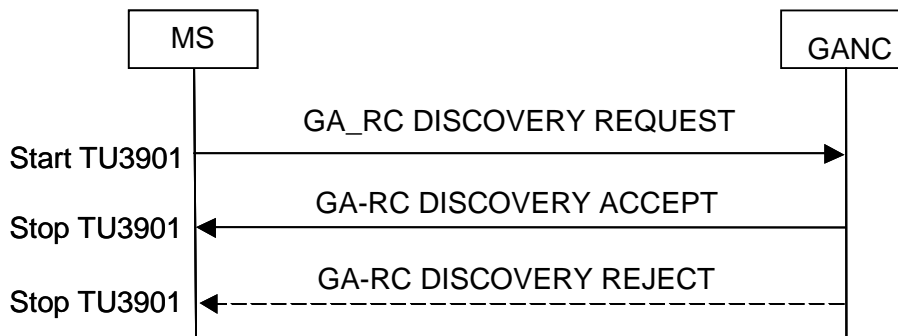 MS
GANC
GA_RC DISCOVERY REQUEST
Start TU3901
GA-RC DISCOVERY ACCEPT
Stop TU3901
GA-RC DISCOVERY REJECT
Stop TU3901